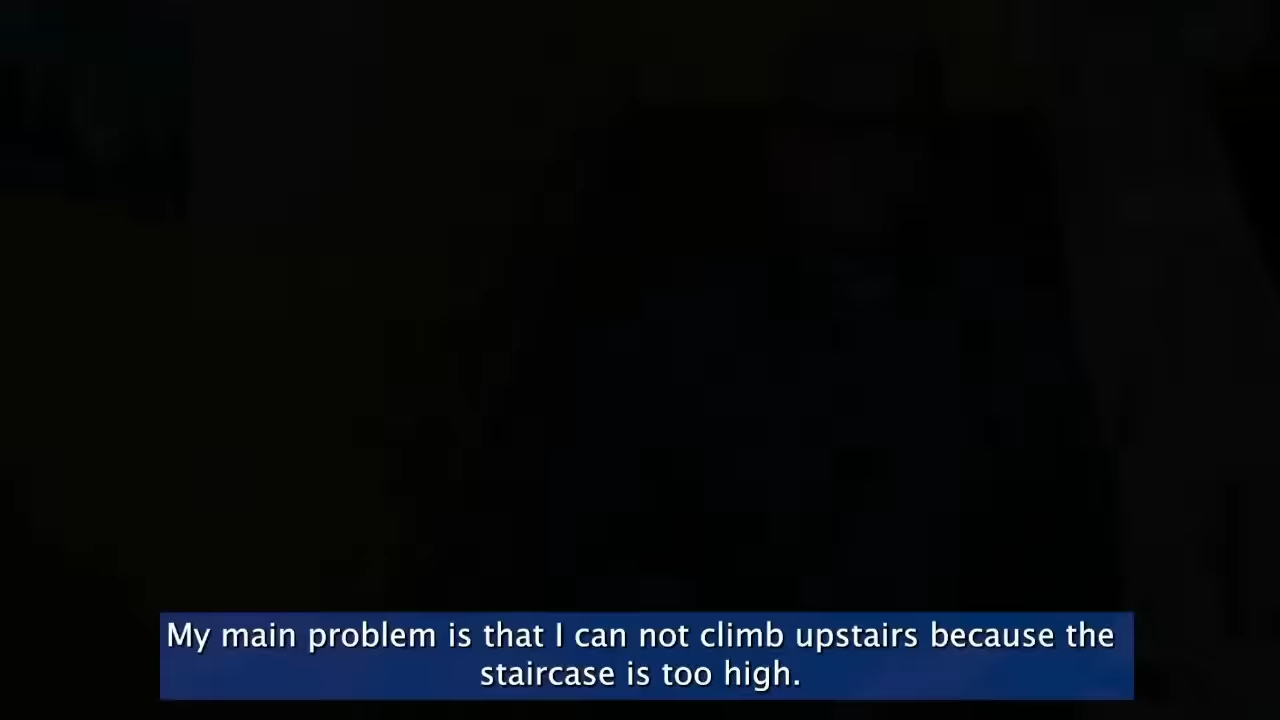 My main problem is that I can not climb upstairs because the
staircase is too high.